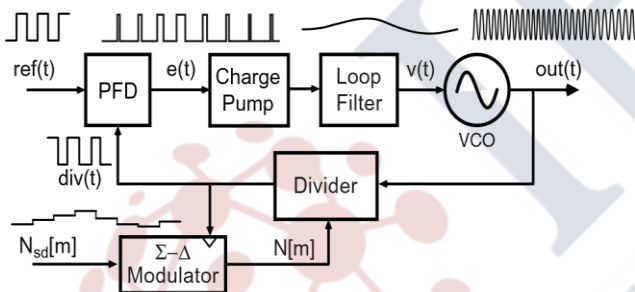 ref(t)
PFD
e(t)
Charge
Pump
Loop
Filter
v(t)
VCO
out(t)
div(t)
Divider
N_sd[m]
Σ–Δ
Modulator
N[m]